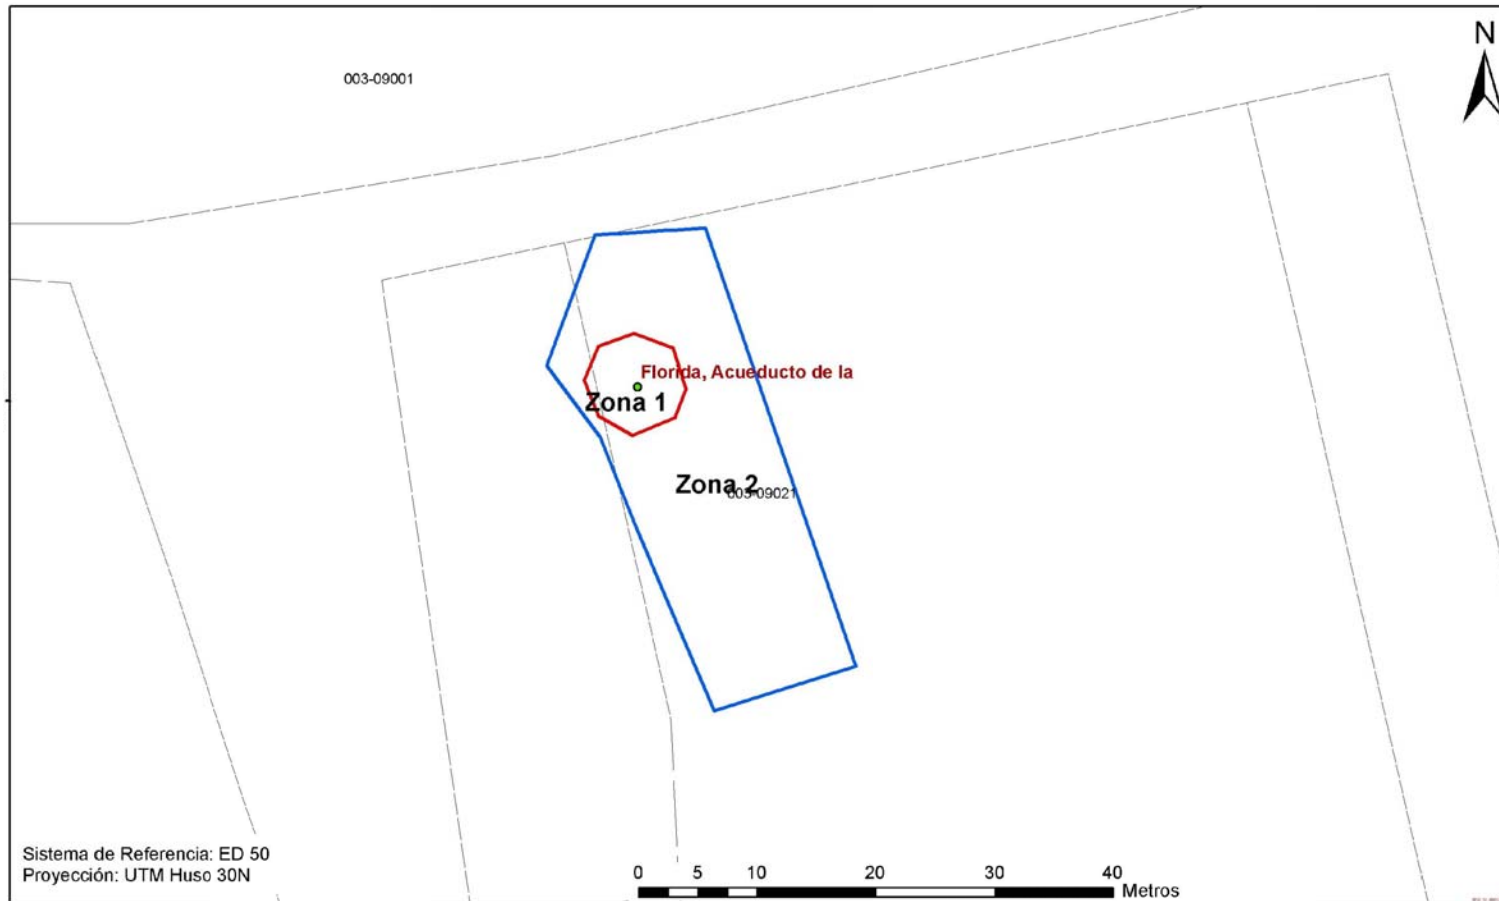 003-09001
N
Florida, Acueducto de la
Zona 1
Zona 2
003-09021
Sistema de Referencia: ED 50
Proyección: UTM Huso 30N
0 5 10 20 30 40
Metros